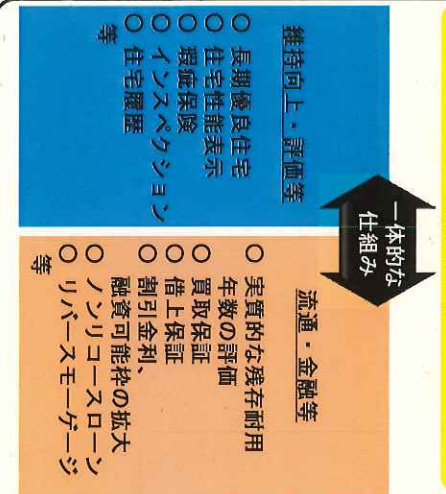 一体的な
仕組み
維持向上・評価等
○ 長期優良住宅
○ 住宅性能表示
○ 瑕疵保険
○ インスペクション
○ 住宅履歴
等
流通・金融等
○ 実質的な残存耐用
年数の評価
○ 買取保証
○ 借上保証
○ 割引金利、
融資可能枠の拡大
○ ノンリコースローン
○ リバースモーゲージ
等